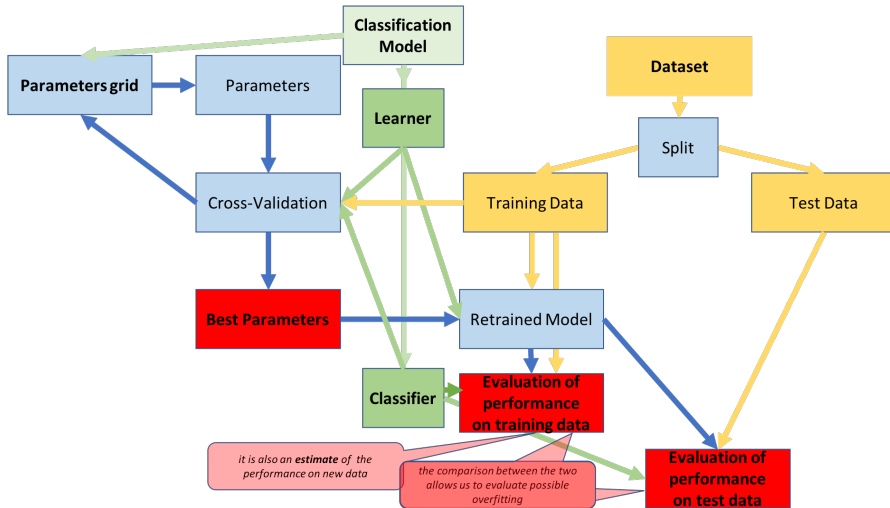 Classification
Model
Parameters grid
Parameters
Dataset
Learner
Split
Cross-Validation
Training Data
Test Data
Best Parameters
Retrained Model
Classifier
Evaluation of
performance
on training data
it is also an estimate of the
performance on new data
the comparison between the two
allows us to evaluate possible
overfitting
Evaluation of
performance
on test data